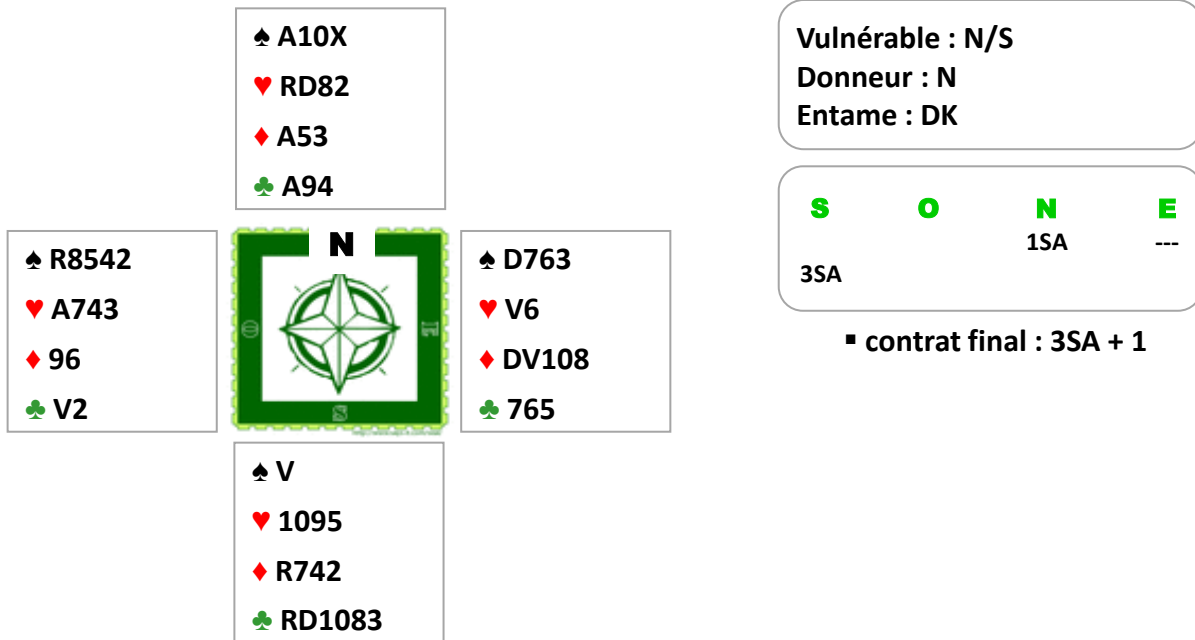 ♠ A10X
♥ RD82
♦ A53
♣ A94
Vulnérable : N/S
Donneur : N
Entame : DK
S O N E
1SA ---
3SA
▪ contrat final : 3SA + 1
♠ R8542
♥ A743
♦ 96
♣ V2
N
O
E
S
♠ D763
♥ V6
♦ DV108
♣ 765
♠ V
♥ 1095
♦ R742
♣ RD1083